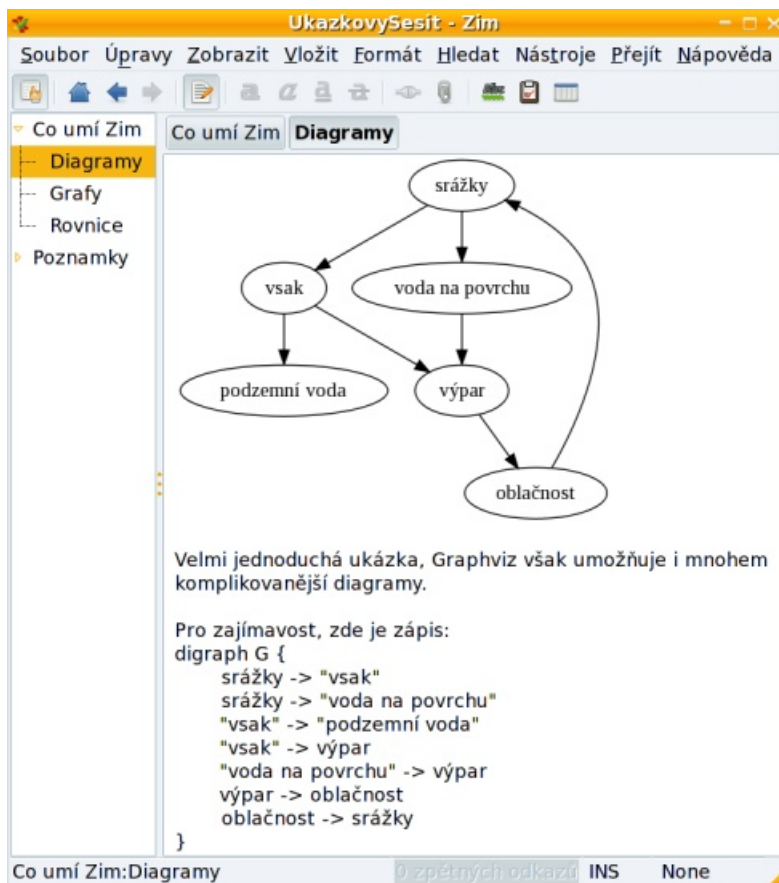 UkazkovySesit - Zim
Soubor Úpravy Zobrazit Vložit Formát Hledat Nástroje Přejít Nápověda
a a a a
Co umí Zim
Diagramy
Grafy
Rovnice
Poznamky
Co umí Zim Diagramy
srážky
vsak voda na povrchu
podzemní voda výpar
oblačnost
Velmi jednoduchá ukázka, Graphviz však umožňuje i mnohem
komplikovanější diagramy.
Pro zajímavost, zde je zápis:
digraph G {
srážky -> "vsak"
srážky -> "voda na povrchu"
"vsak" -> "podzemní voda"
"vsak" -> výpar
"voda na povrchu" -> výpar
výpar -> oblačnost
oblačnost -> srážky
}
Co umí Zim:Diagramy 0 zpětných odkazů INS None